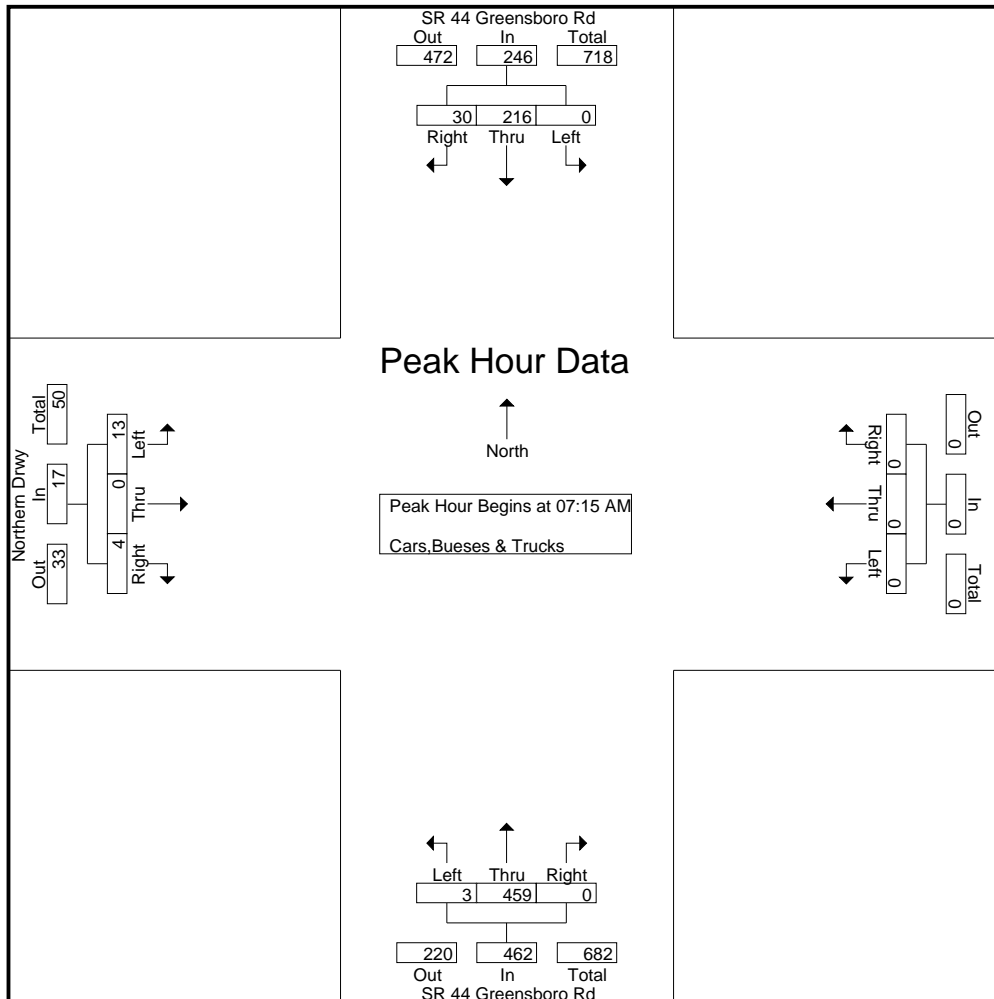 SR 44 Greensboro Rd
Out In Total
472 246 718
30 216 0
Right Thru Left
Peak Hour Data
North
Peak Hour Begins at 07:15 AM
Cars,Bueses & Trucks
Northern Drwy
Out In Total
33 17 50
Left Thru Right
13 0 4
Right Thru Left
0 0 0
Out In Total
0 0 0
Left Thru Right
3 459 0
220 462 682
Out In Total
SR 44 Greensboro Rd